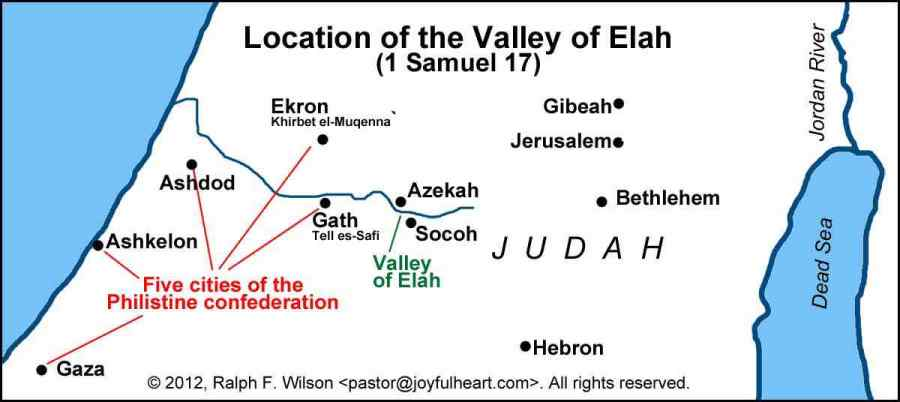 Location of the Valley of Elah
(1 Samuel 17)
Jordan River
Ekron
Khirbet el-Muqenna`
Gibeah
Jerusalem
Ashdod
Azekah
Bethlehem
Gath
Tell es-Safi
Socoh
Ashkelon
JUDAH
Dead Sea
Valley
of Elah
Five cities of the
Philistine confederation
Hebron
Gaza
© 2012, Ralph F. Wilson <pastor@joyfulheart.com>. All rights reserved.